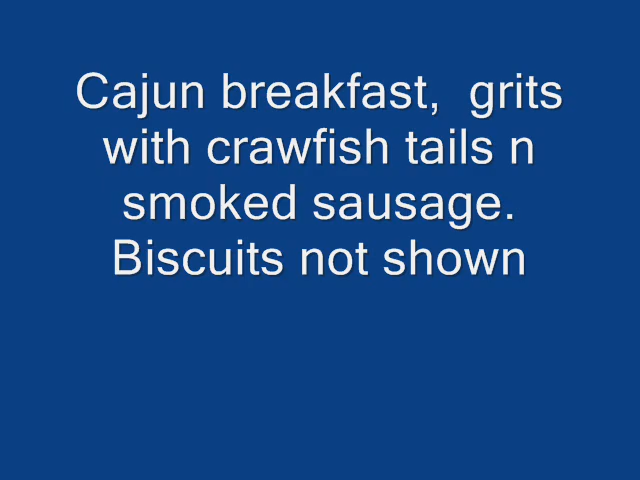 Cajun breakfast,  grits
with crawfish tails n
smoked sausage.
Biscuits not shown